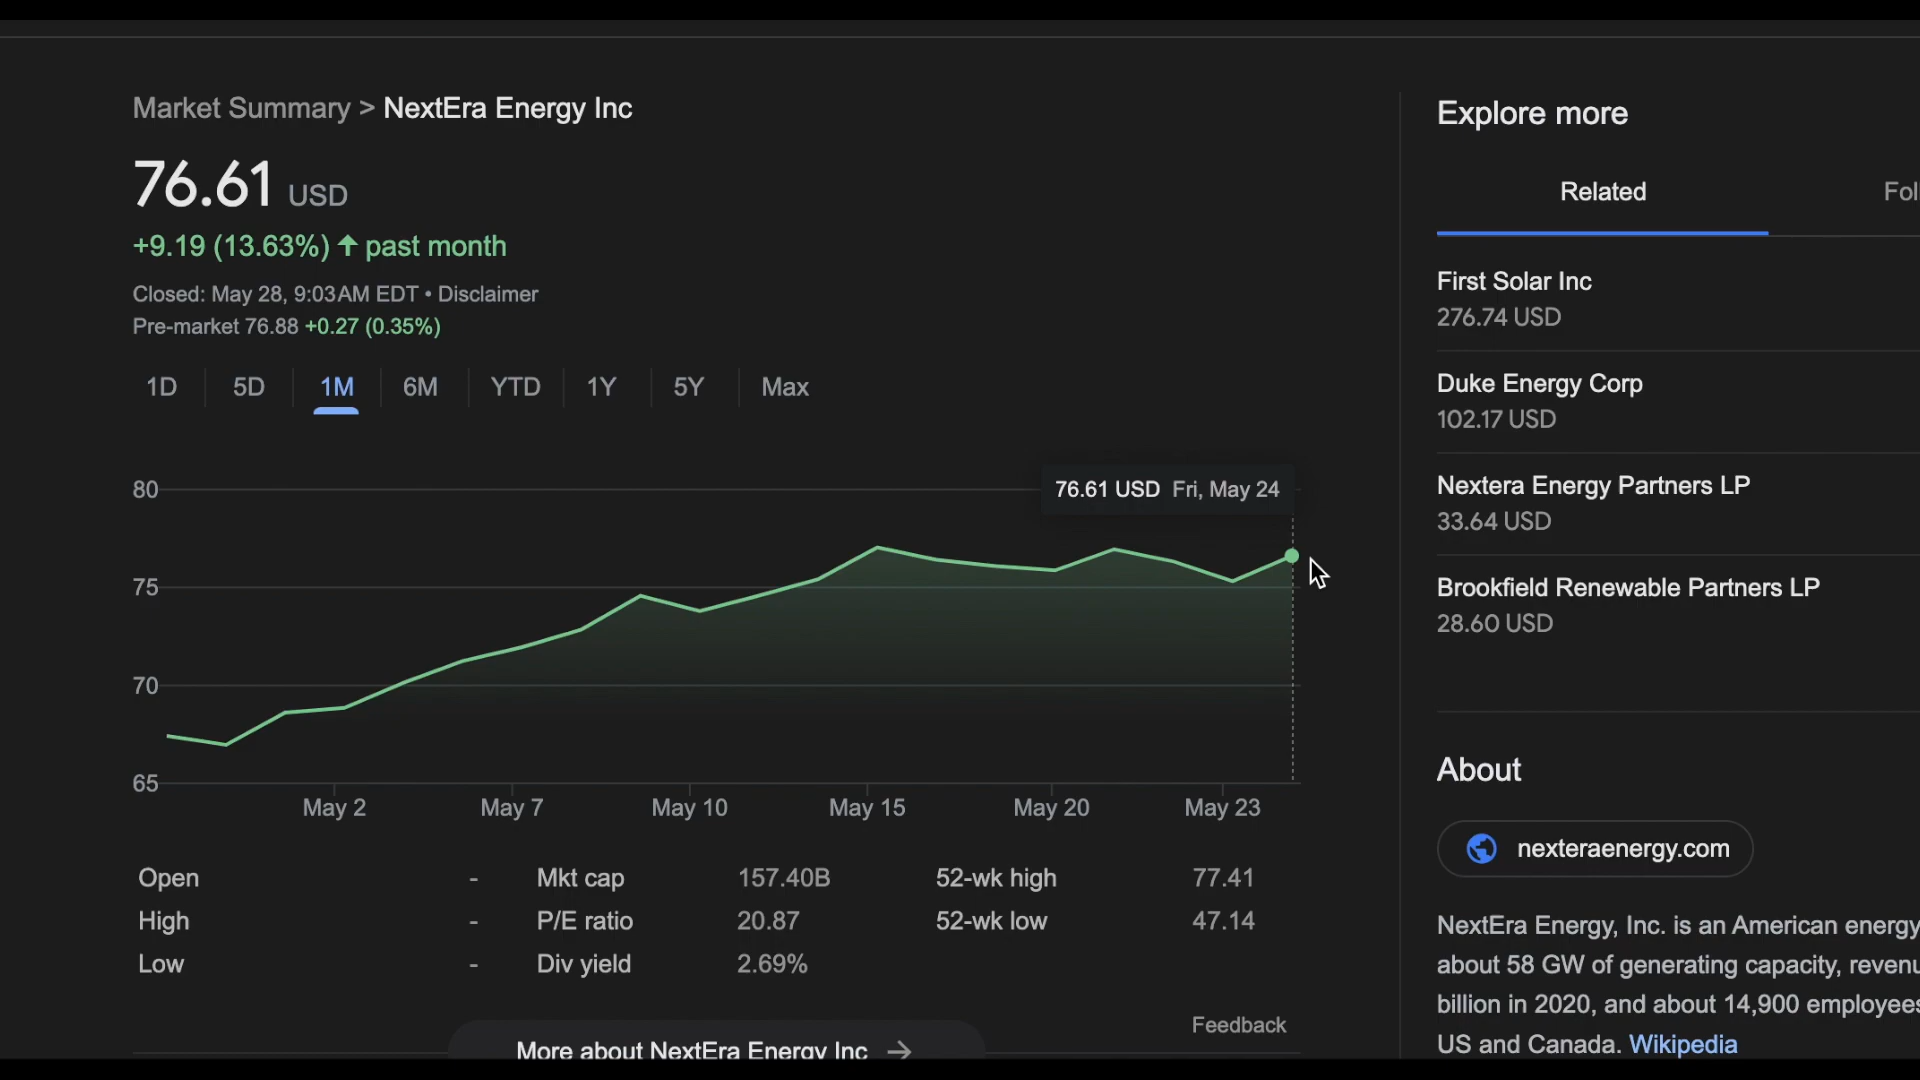 Market Summary > NextEra Energy Inc
76.61 USD
+9.19 (13.63%) ↑ past month
Closed: May 28, 9:03 AM EDT • Disclaimer
Pre-market 76.88 +0.27 (0.35%)
1D 5D 1M 6M YTD 1Y 5Y Max
76.61 USD Fri, May 24
80
75
70
65
May 2 May 7 May 10 May 15 May 20 May 23
Open - Mkt cap 157.40B 52-wk high 77.41
High - P/E ratio 20.87 52-wk low 47.14
Low - Div yield 2.69%
Feedback
More about NextEra Energy Inc →
Explore more
Related Fol
First Solar Inc
276.74 USD
Duke Energy Corp
102.17 USD
Nextera Energy Partners LP
33.64 USD
Brookfield Renewable Partners LP
28.60 USD
About
nexteraenergy.com
NextEra Energy, Inc. is an American energy
about 58 GW of generating capacity, revenu
billion in 2020, and about 14,900 employees
US and Canada. Wikipedia